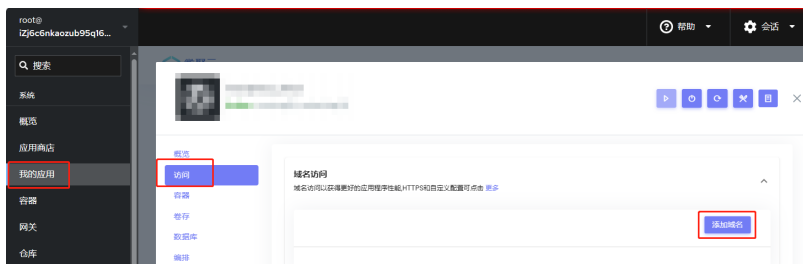 root@
iZj6c6nkaozub95q16...
帮助
会话
搜索
系统
概览
应用商店
我的应用
容器
网关
仓库
概览
访问
容器
卷存
数据库
编排
域名访问
域名访问以获得更好的应用程序性能,HTTPS和自定义配置可点击 更多
添加域名